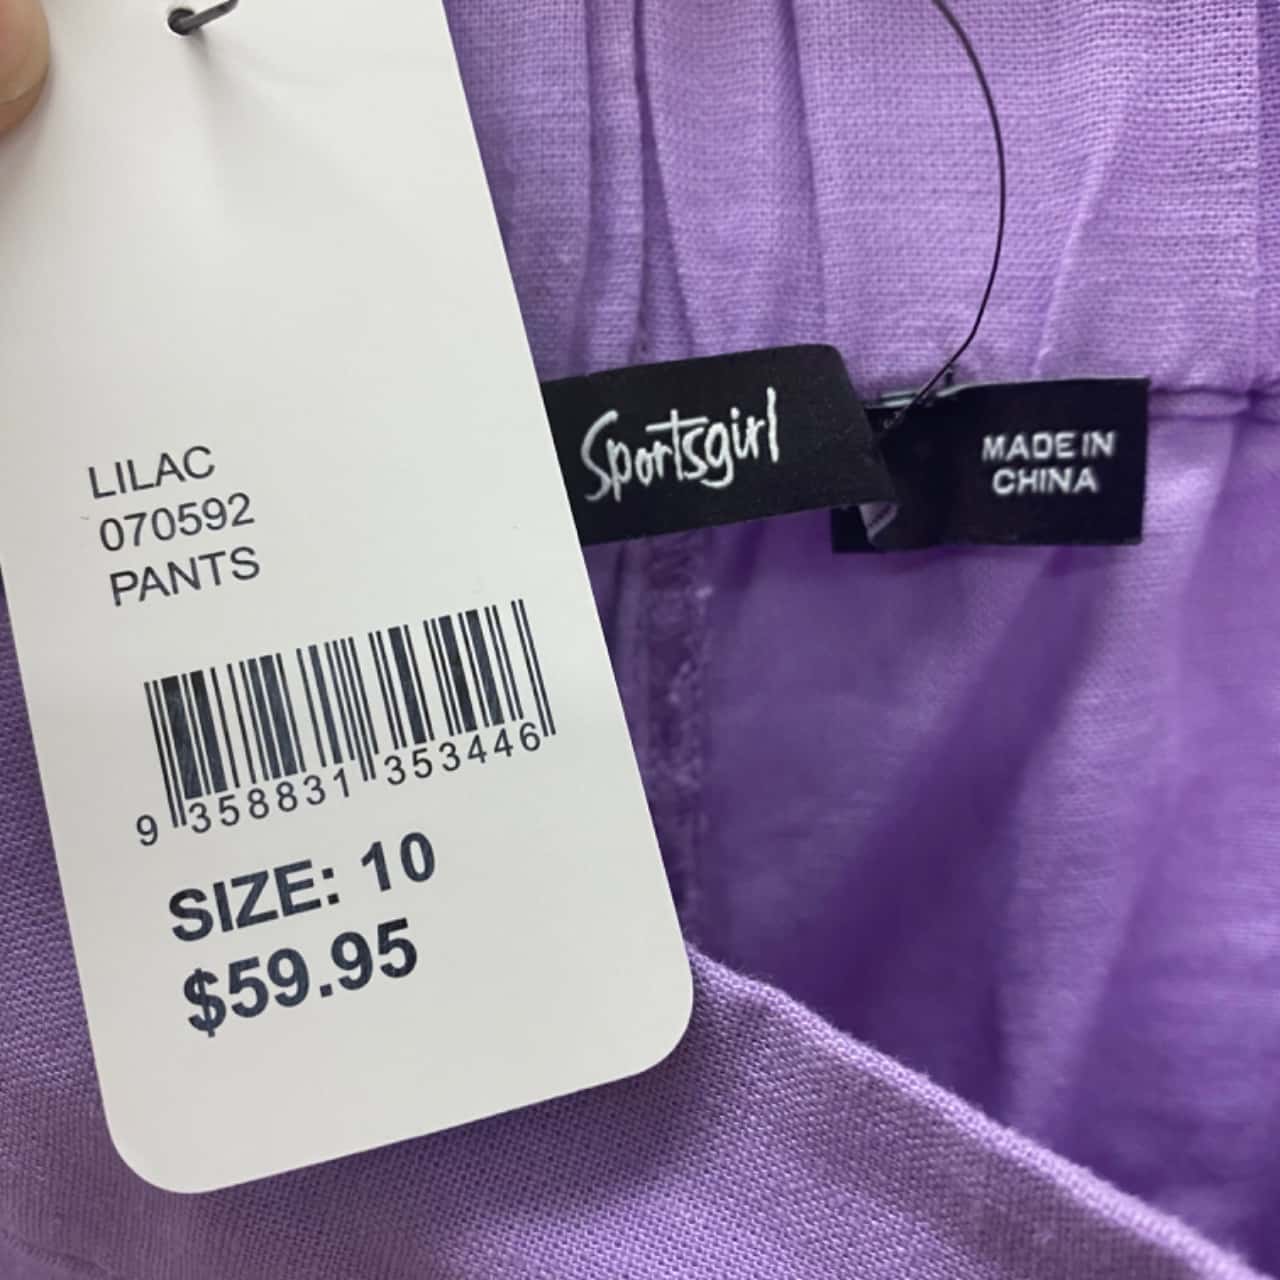 LILAC
070592
PANTS
9 358831 353446
SIZE: 10
$59.95
Sportsgirl
MADE IN
CHINA